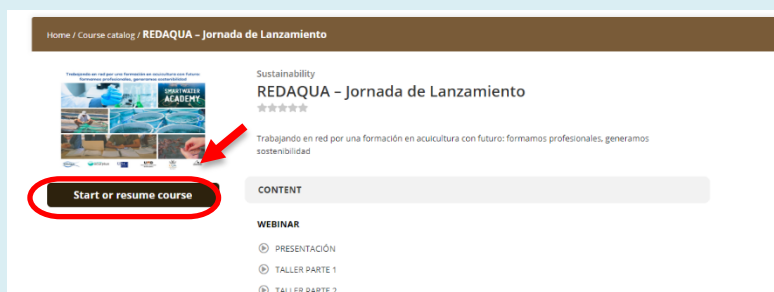 Home / Course catalog / REDAQUA – Jornada de Lanzamiento
Trabajando en red por una formación en acuicultura con futuro:
formamos profesionales, generamos sostenibilidad
SMARTWATER
ACADEMY
Start or resume course
Sustainability
REDAQUA – Jornada de Lanzamiento
Trabajando en red por una formación en acuicultura con futuro: formamos profesionales, generamos
sostenibilidad
CONTENT
WEBINAR
PRESENTACIÓN
TALLER PARTE 1
TALLER PARTE 2